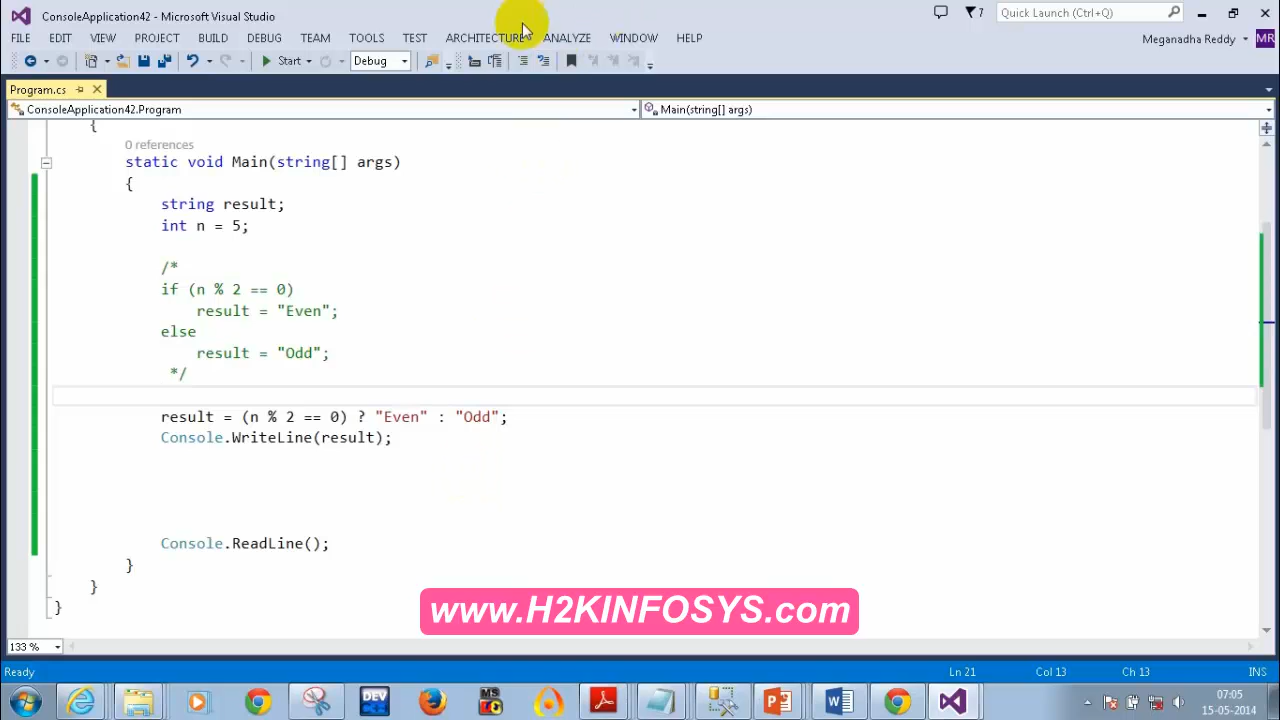 ConsoleApplication42 - Microsoft Visual Studio
7
Quick Launch (Ctrl+Q)
FILE EDIT VIEW PROJECT BUILD DEBUG TEAM TOOLS TEST ARCHITECTURE ANALYZE WINDOW HELP
Meganadha Reddy MR
Start Debug
Program.cs
ConsoleApplication42.Program
Main(string[] args)
{
0 references
static void Main(string[] args)
{
string result;
int n = 5;
/*
if (n % 2 == 0)
result = "Even";
else
result = "Odd";
*/
result = (n % 2 == 0) ? "Even" : "Odd";
Console.WriteLine(result);
Console.ReadLine();
}
}
}
www.H2KINFOSYS.com
133 %
Ready Ln 21 Col 13 Ch 13 INS
DEV
MS
07:05
15-05-2014